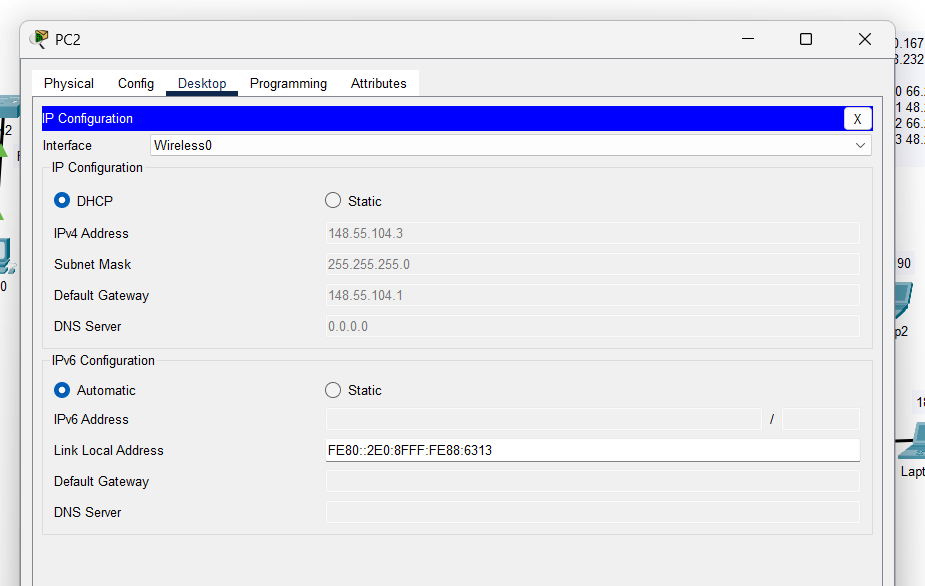 PC2
0.167
3.232
Physical Config Desktop Programming Attributes
IP Configuration X
0 66.
1 48.
2 66.
3 48.
2
Interface Wireless0
IP Configuration
DHCP Static
IPv4 Address 148.55.104.3
Subnet Mask 255.255.255.0
90
0
Default Gateway 148.55.104.1
DNS Server 0.0.0.0
p2
IPv6 Configuration
Automatic Static
18
IPv6 Address /
Link Local Address FE80::2E0:8FFF:FE88:6313
Lapt
Default Gateway
DNS Server